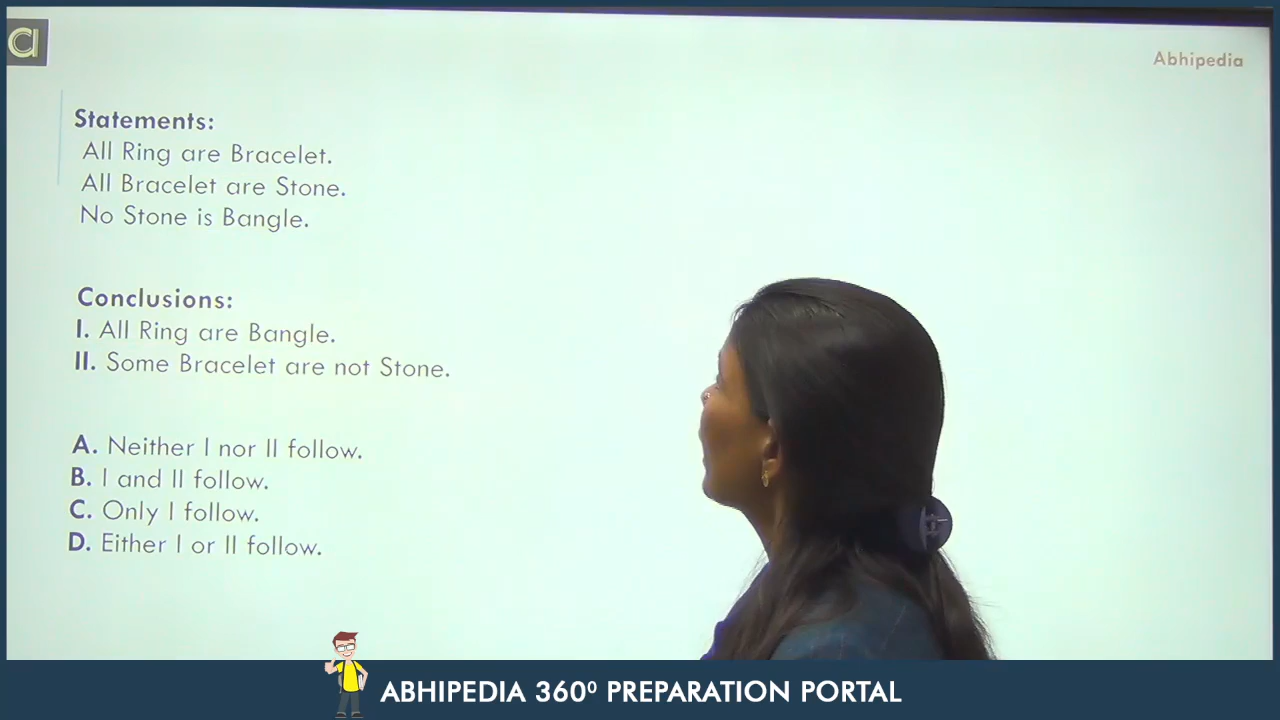 a
Abhipedia
Statements:
All Ring are Bracelet.
All Bracelet are Stone.
No Stone is Bangle.
Conclusions:
I. All Ring are Bangle.
II. Some Bracelet are not Stone.
A. Neither I nor II follow.
B. I and II follow.
C. Only I follow.
D. Either I or II follow.
ABHIPEDIA 360⁰ PREPARATION PORTAL